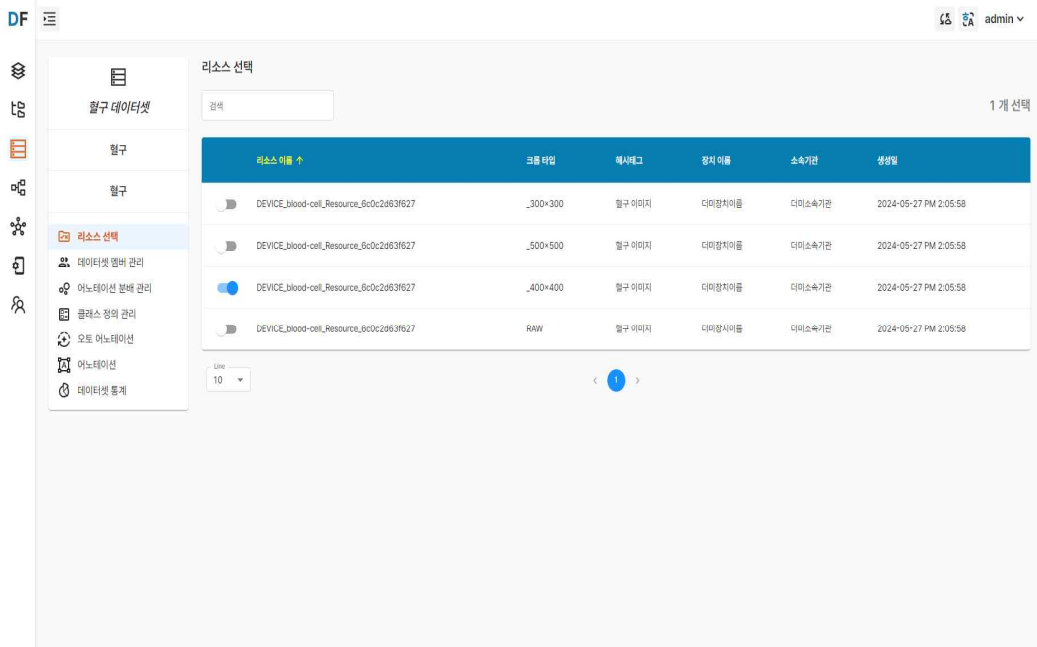 DF
admin
혈구 데이터셋
혈구
혈구
리소스 선택
데이터셋 멤버 관리
어노테이션 분배 관리
클래스 정의 관리
오토 어노테이션
어노테이션
데이터셋 통계
리소스 선택
검색
1 개 선택
리소스 이름 ↑ 크롭 타입 해시태그 장치 이름 소속기관 생성일
DEVICE_blood-cell_Resource_6c0c2d63f627 _300×300 혈구 이미지 더미장치이름 더미소속기관 2024-05-27 PM 2:05:58
DEVICE_blood-cell_Resource_6c0c2d63f627 _500×500 혈구 이미지 더미장치이름 더미소속기관 2024-05-27 PM 2:05:58
DEVICE_blood-cell_Resource_6c0c2d63f627 _400×400 혈구 이미지 더미장치이름 더미소속기관 2024-05-27 PM 2:05:58
DEVICE_blood-cell_Resource_6c0c2d63f627 RAW 혈구 이미지 더미장치이름 더미소속기관 2024-05-27 PM 2:05:58
Line
10
1